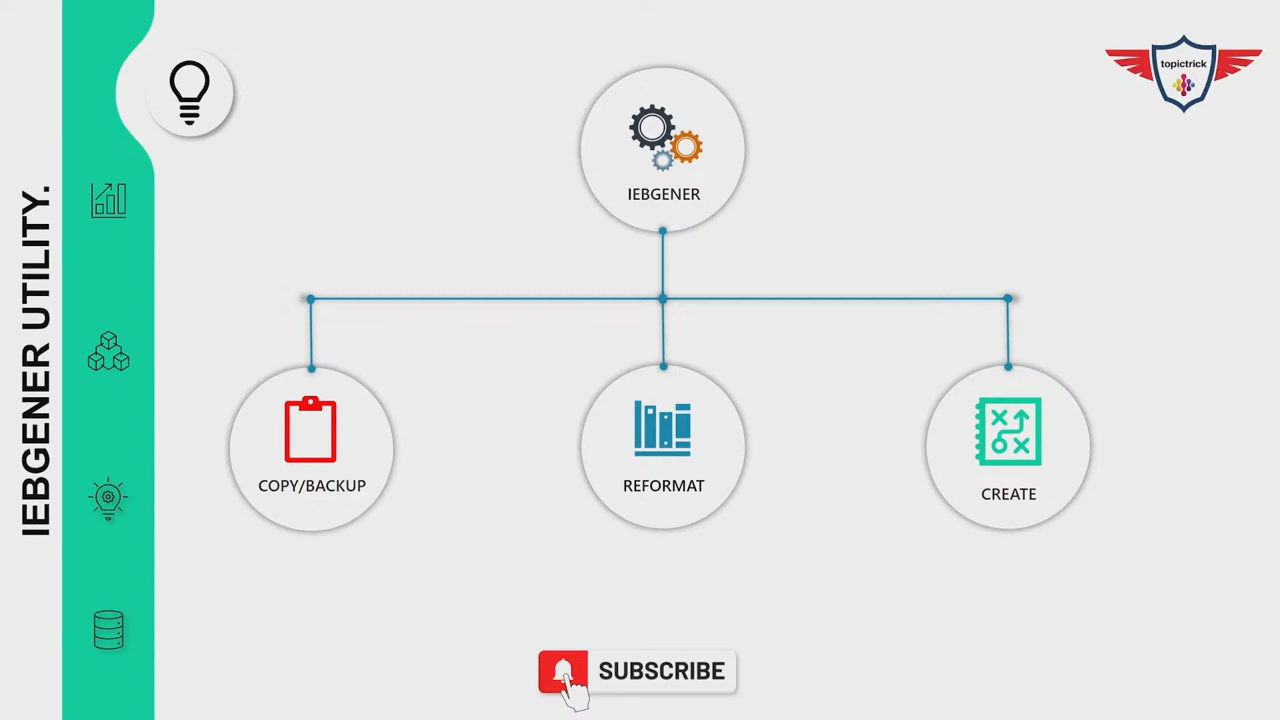 IEBGENER UTILITY.
topictrick
IEBGENER
COPY/BACKUP
REFORMAT
CREATE
SUBSCRIBE